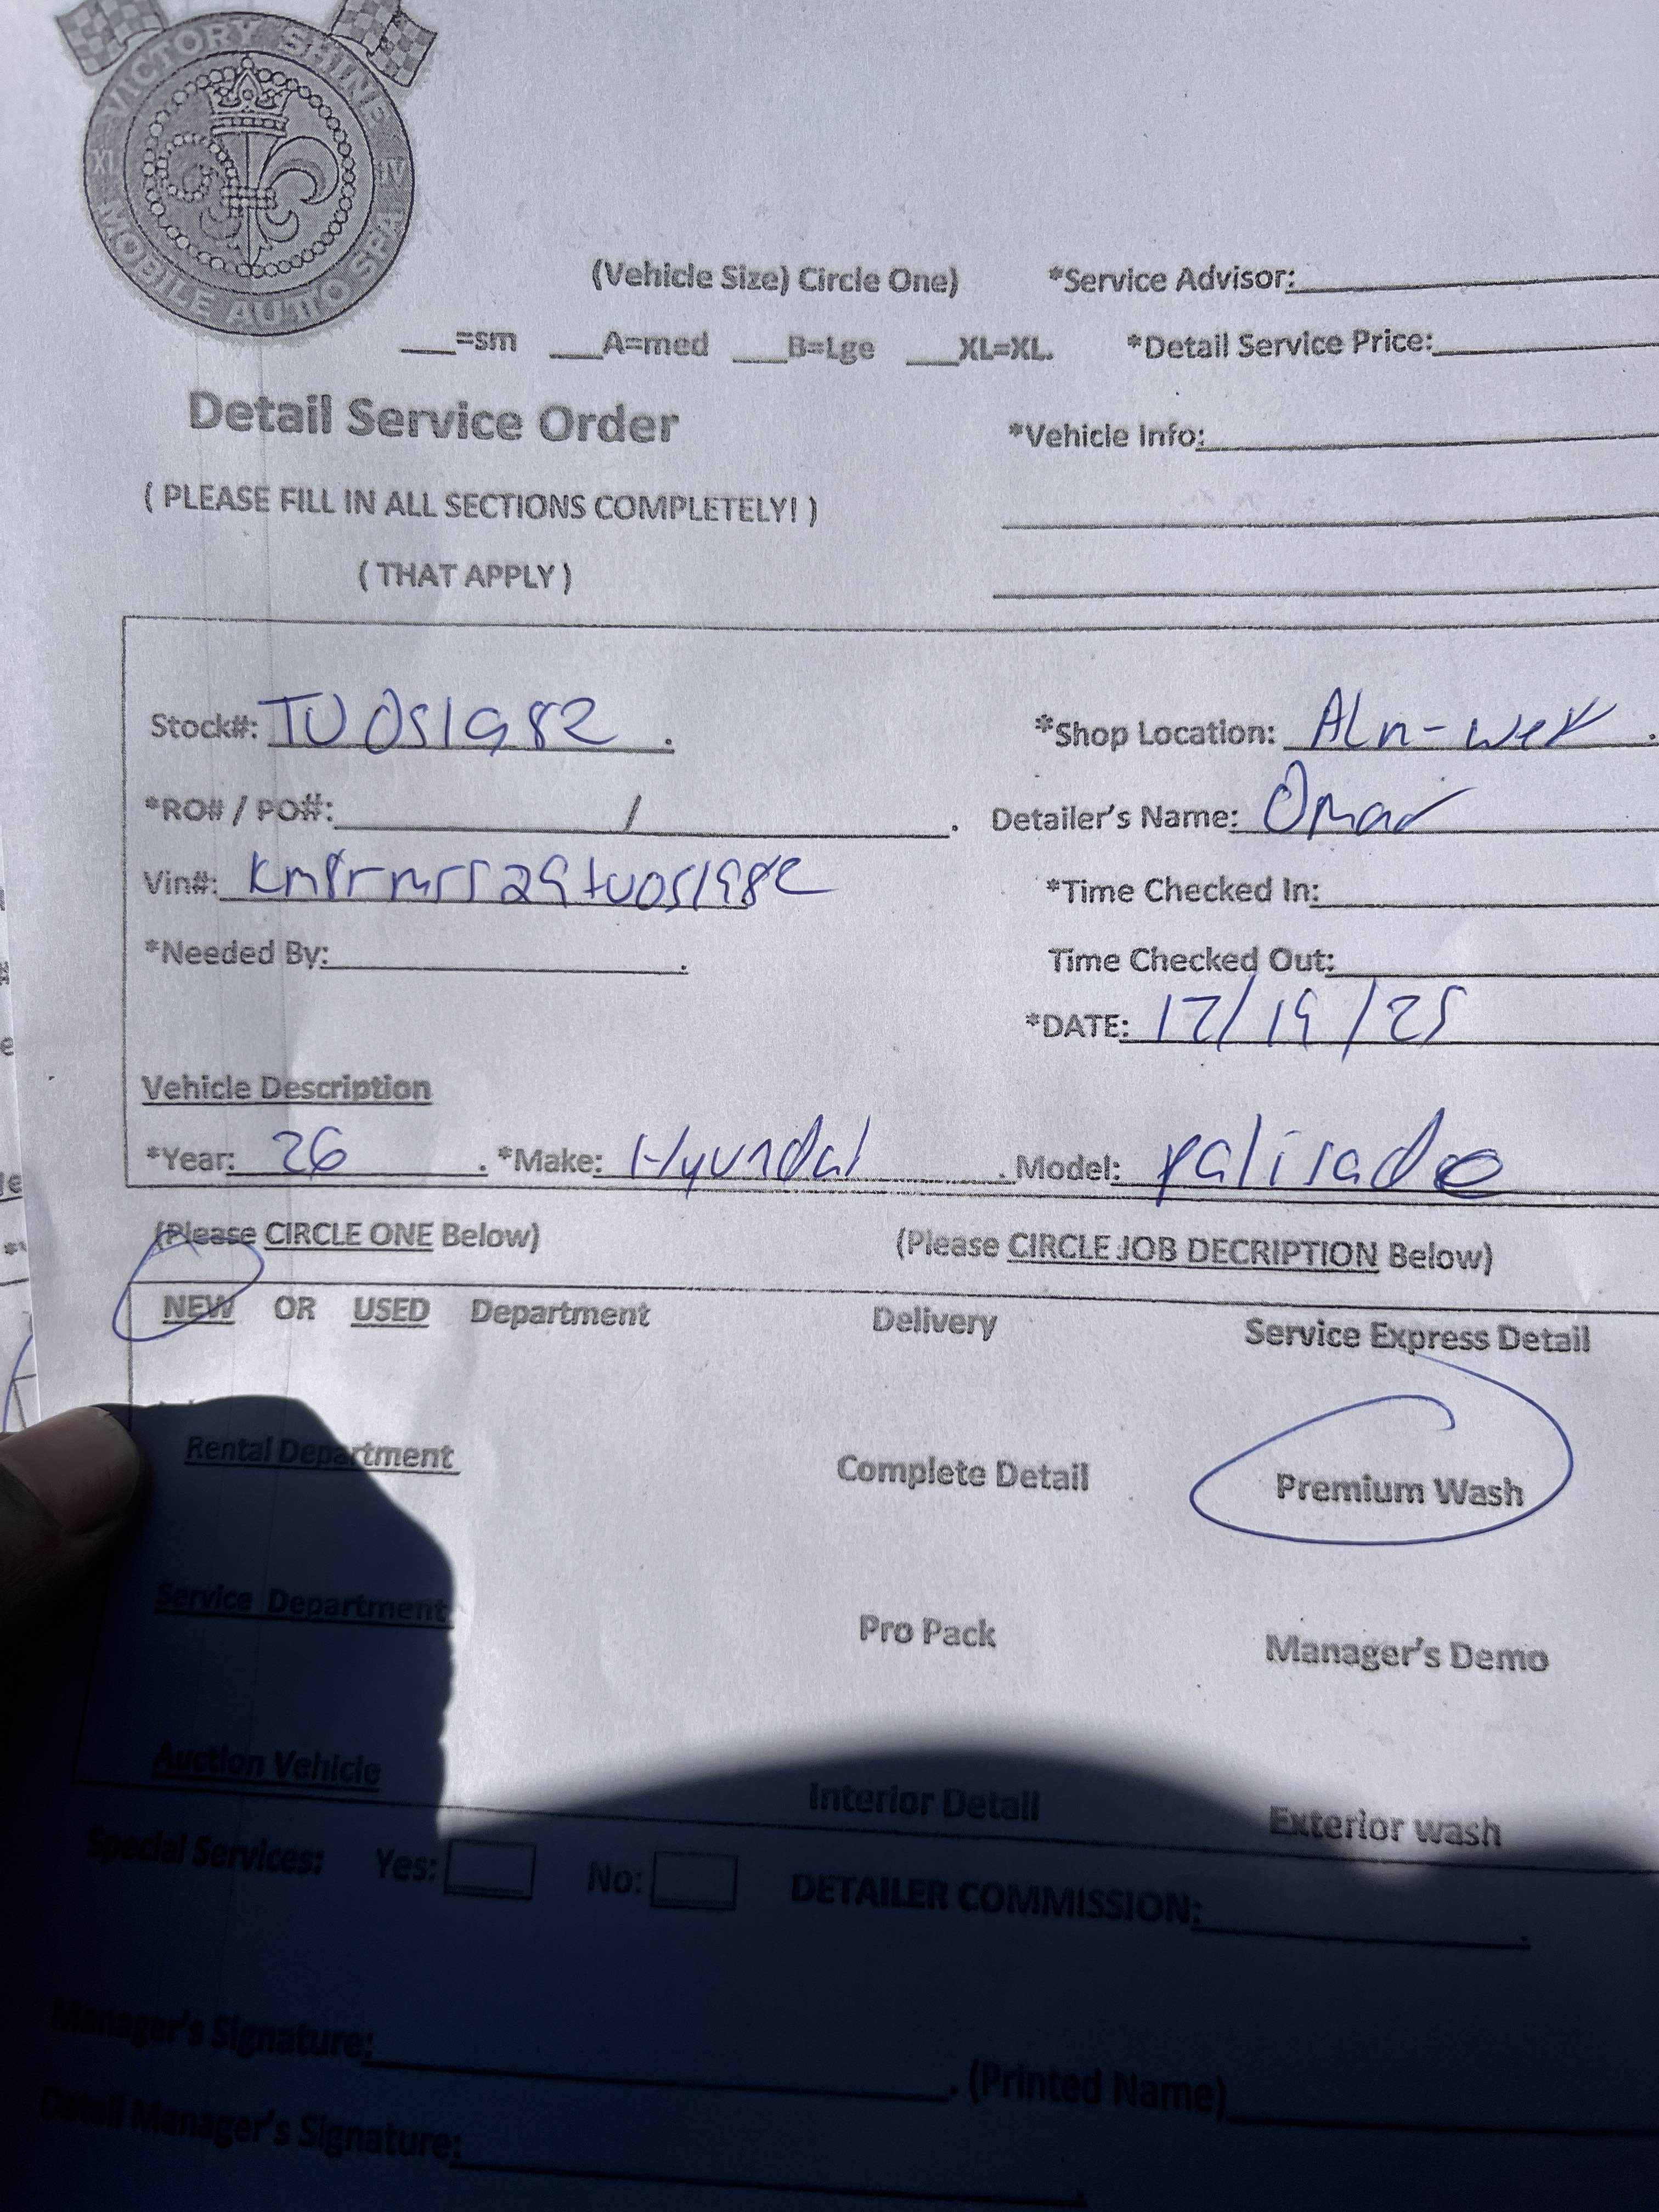 VICTORY SHINE
XL IV
MOBILE AUTO SPA
(Vehicle Size) Circle One) *Service Advisor:
___=sm ___A=med ___B=Lge ___XL=XL. *Detail Service Price:
Detail Service Order
*Vehicle Info:
( PLEASE FILL IN ALL SECTIONS COMPLETELY! )
( THAT APPLY )
Stock#: TU051982 . *Shop Location: ALn-West .
*RO# / PO#: / . Detailer's Name: Omar
Vin#: Km8rmrs29tu051982 *Time Checked In:
*Needed By: . Time Checked Out:
*DATE: 12/19/25
Vehicle Description
*Year: 26 . *Make: Hyundai . Model: palisade
(Please CIRCLE ONE Below) (Please CIRCLE JOB DECRIPTION Below)
NEW OR USED Department Delivery Service Express Detail
Rental Department Complete Detail Premium Wash
Service Department Pro Pack Manager's Demo
Auction Vehicle Interior Detail Exterior wash
Special Services: Yes: No: DETAILER COMMISSION: .
Manager's Signature: . (Printed Name)
Detail Manager's Signature: .